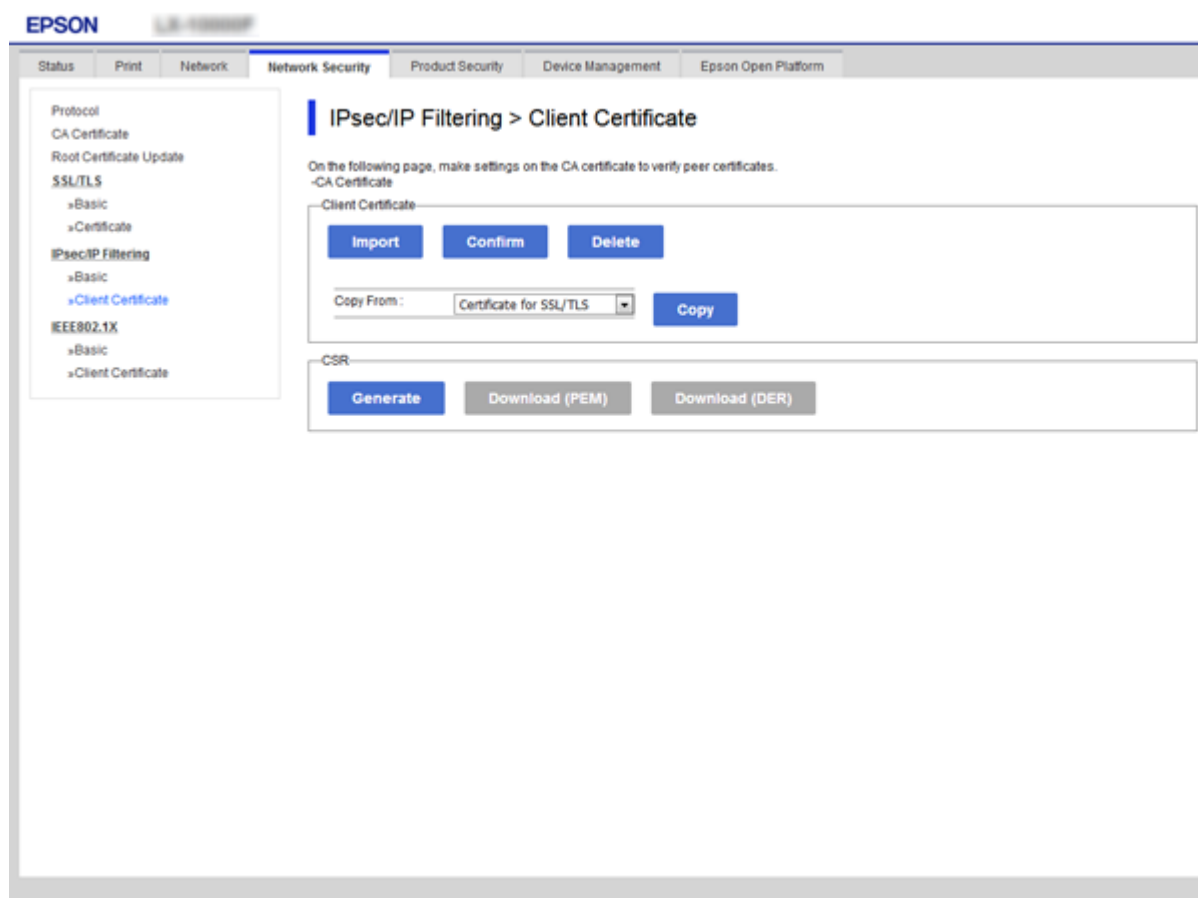 EPSON
Status Print Network Network Security Product Security Device Management Epson Open Platform
Protocol
CA Certificate
Root Certificate Update
SSL/TLS
»Basic
»Certificate
IPsec/IP Filtering
»Basic
»Client Certificate
IEEE802.1X
»Basic
»Client Certificate
IPsec/IP Filtering > Client Certificate
On the following page, make settings on the CA certificate to verify peer certificates.
-CA Certificate
Client Certificate
Import Confirm Delete
Copy From : Certificate for SSL/TLS Copy
CSR
Generate Download (PEM) Download (DER)